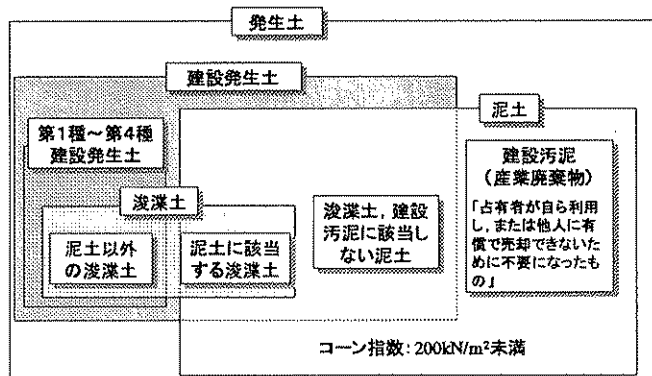 発生土
建設発生土
泥土
第1種～第4種
建設発生土
建設汚泥
（産業廃棄物）
「占有者が自ら利用
し，または他人に有
償で売却できないた
めに不要になったも
の」
浚渫土
泥土以外
の浚渫土
泥土に該当
する浚渫土
浚渫土，建設
汚泥に該当し
ない泥土
コーン指数：200kN/m²未満